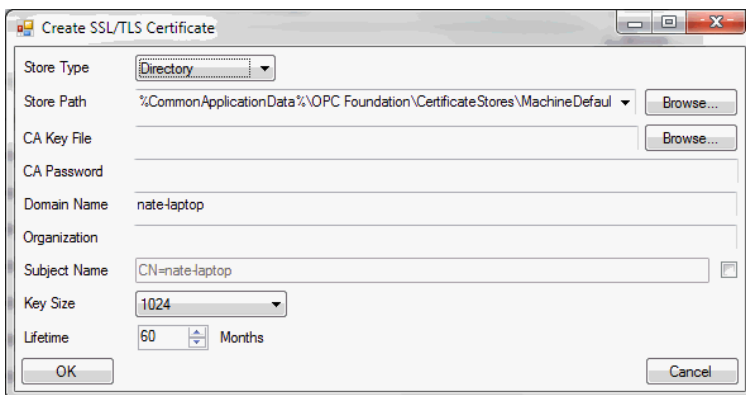 Create SSL/TLS Certificate
Store Type Directory
Store Path %CommonApplicationData%\OPC Foundation\CertificateStores\MachineDefaul Browse...
CA Key File Browse...
CA Password
Domain Name nate-laptop
Organization
Subject Name CN=nate-laptop
Key Size 1024
Lifetime 60 Months
OK Cancel